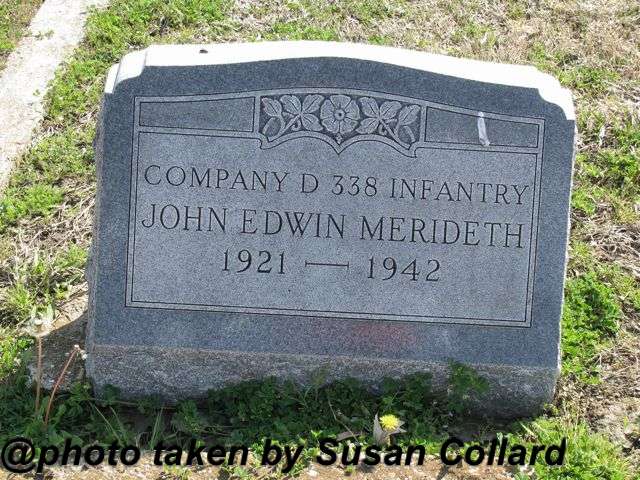 COMPANY D 338 INFANTRY
JOHN EDWIN MERIDETH
1921 — 1942
@photo taken by Susan Collard